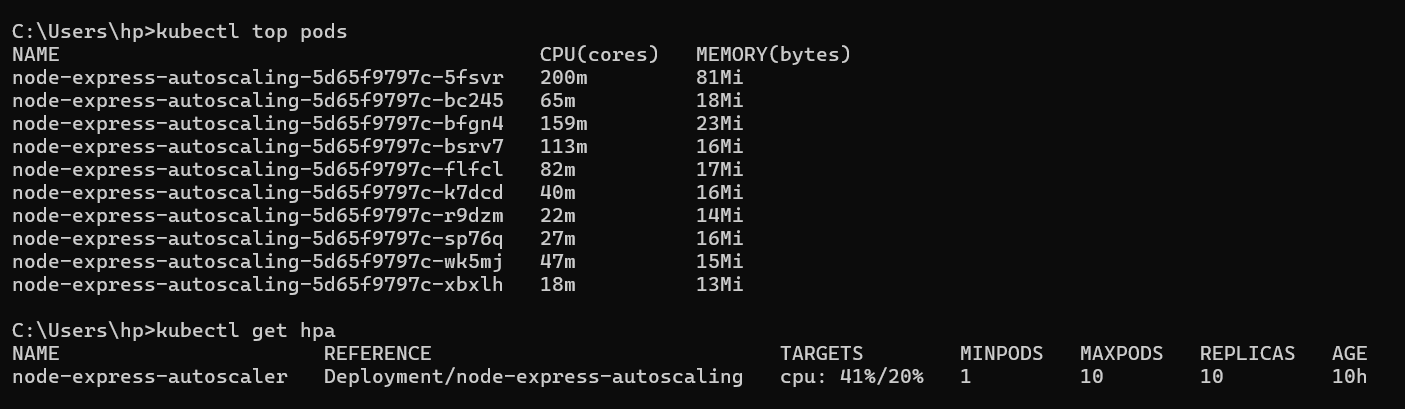 C:\Users\hp>kubectl top pods
NAME                                        CPU(cores)   MEMORY(bytes)
node-express-autoscaling-5d65f9797c-5fsvr   200m         81Mi
node-express-autoscaling-5d65f9797c-bc245   65m          18Mi
node-express-autoscaling-5d65f9797c-bfgn4   159m         23Mi
node-express-autoscaling-5d65f9797c-bsrv7   113m         16Mi
node-express-autoscaling-5d65f9797c-flfcl   82m          17Mi
node-express-autoscaling-5d65f9797c-k7dcd   40m          16Mi
node-express-autoscaling-5d65f9797c-r9dzm   22m          14Mi
node-express-autoscaling-5d65f9797c-sp76q   27m          16Mi
node-express-autoscaling-5d65f9797c-wk5mj   47m          15Mi
node-express-autoscaling-5d65f9797c-xbxlh   18m          13Mi
C:\Users\hp>kubectl get hpa
NAME                      REFERENCE                             TARGETS        MINPODS   MAXPODS   REPLICAS   AGE
node-express-autoscaler   Deployment/node-express-autoscaling   cpu: 41%/20%   1         10        10         10h